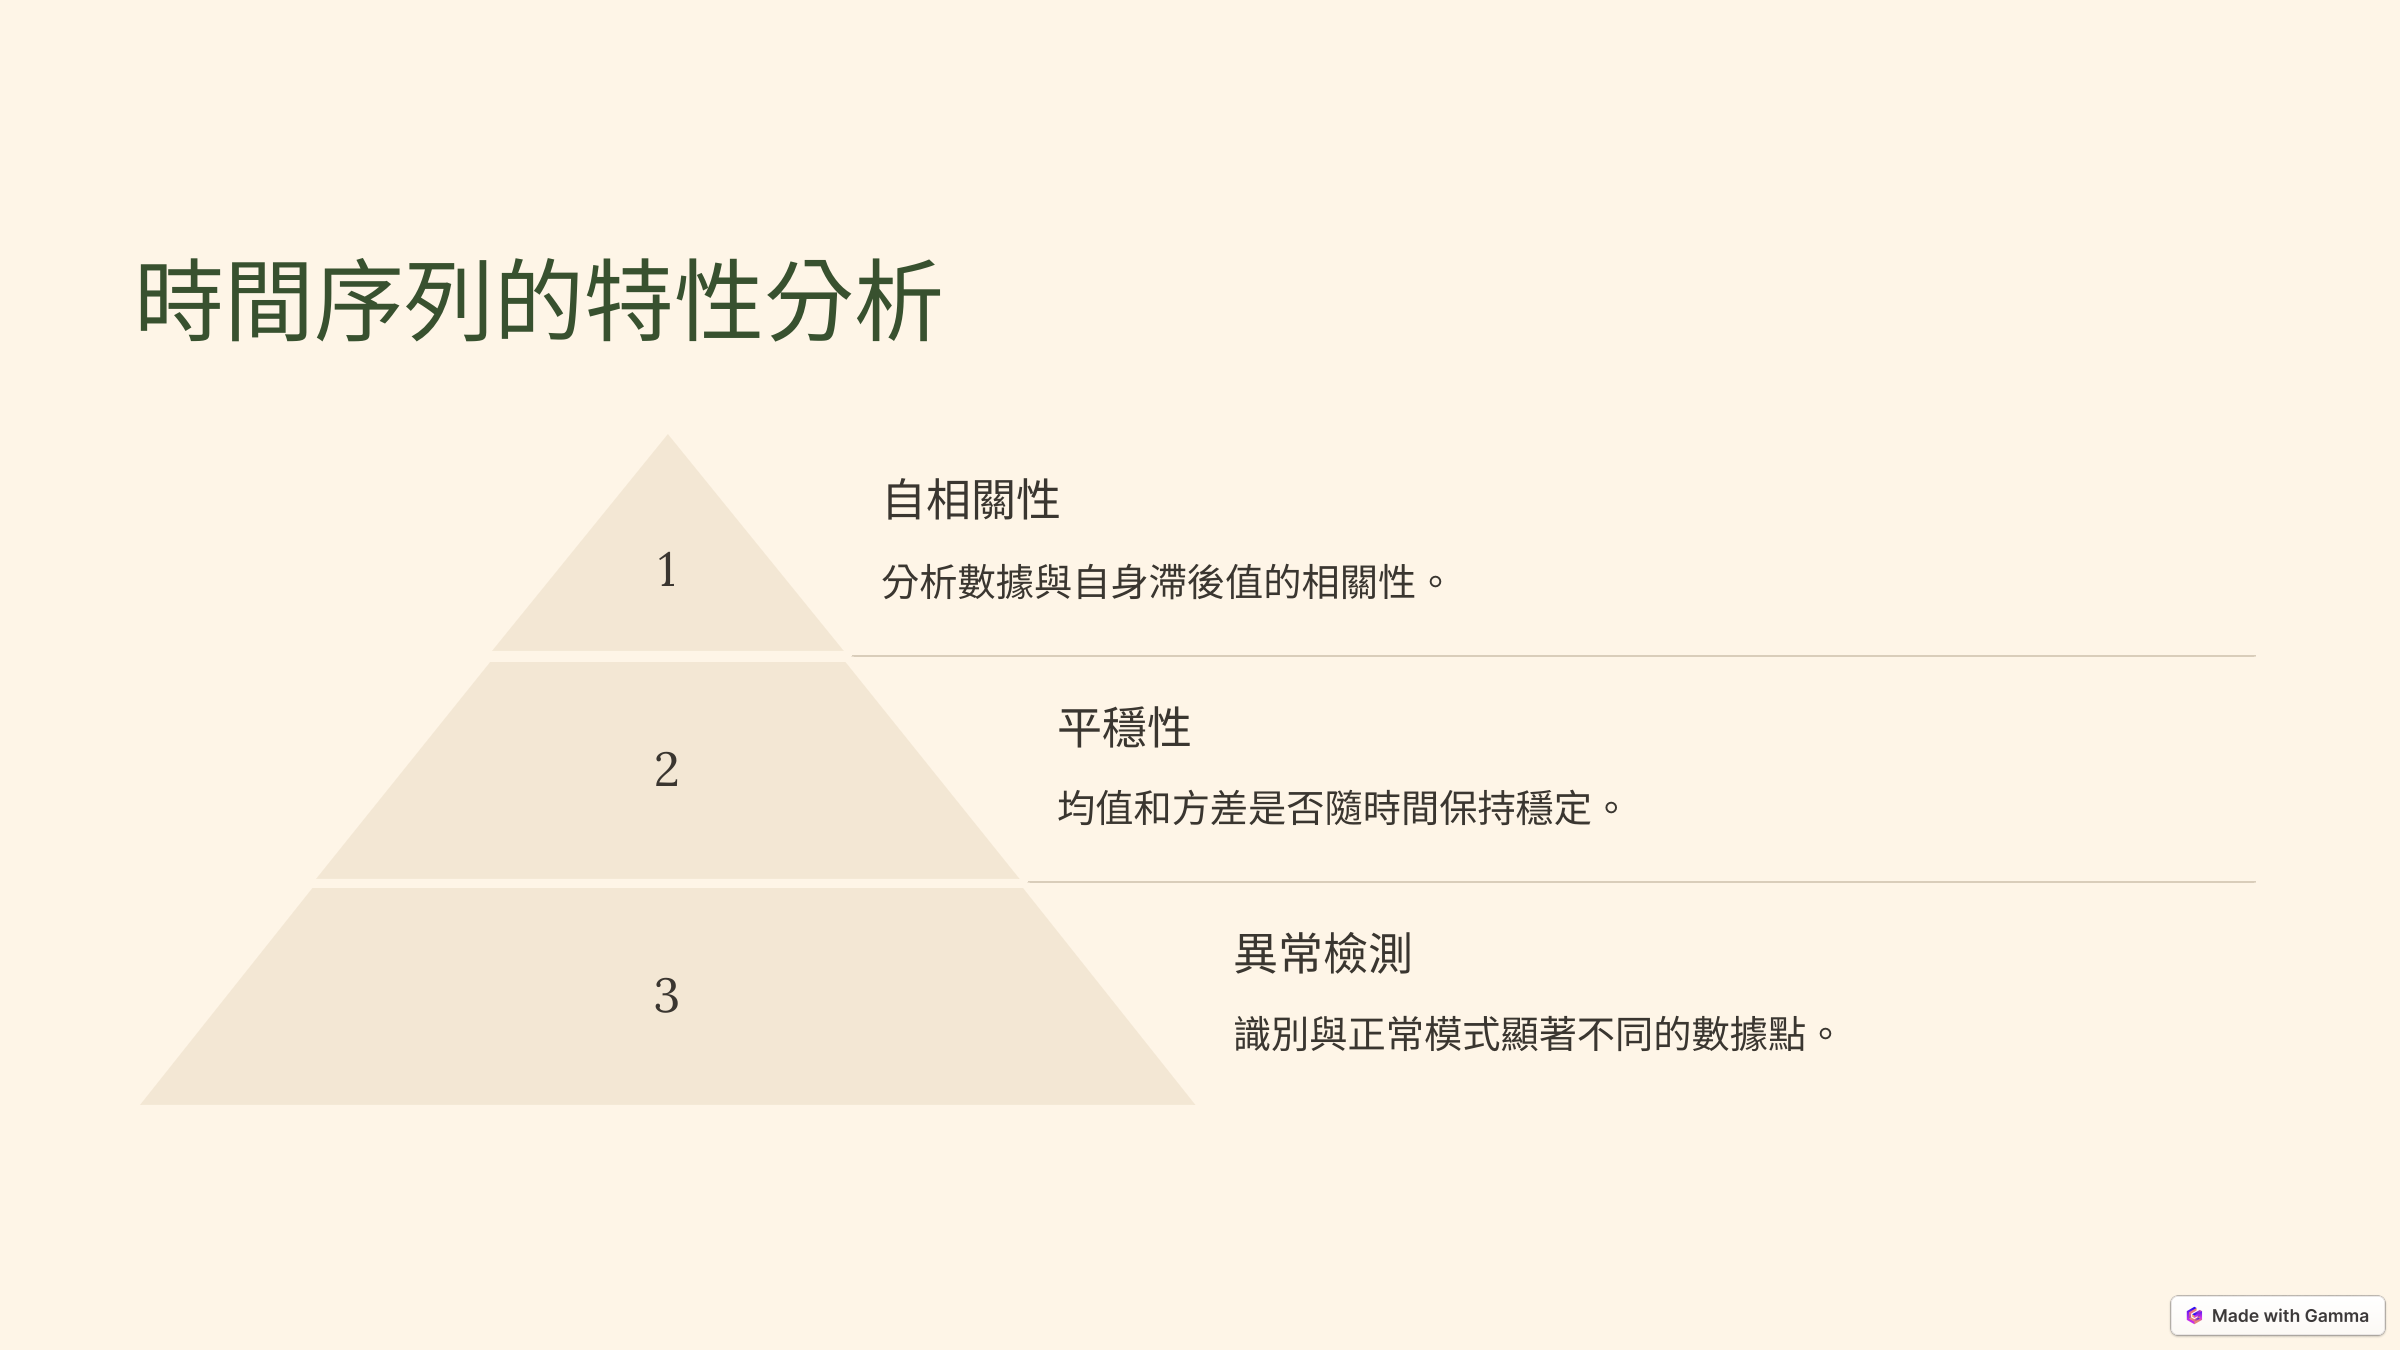 時間序列的特性分析
1
自相關性
分析數據與自身滯後值的相關性。
2
平穩性
均值和方差是否隨時間保持穩定。
3
異常檢測
識別與正常模式顯著不同的數據點。
Made with Gamma